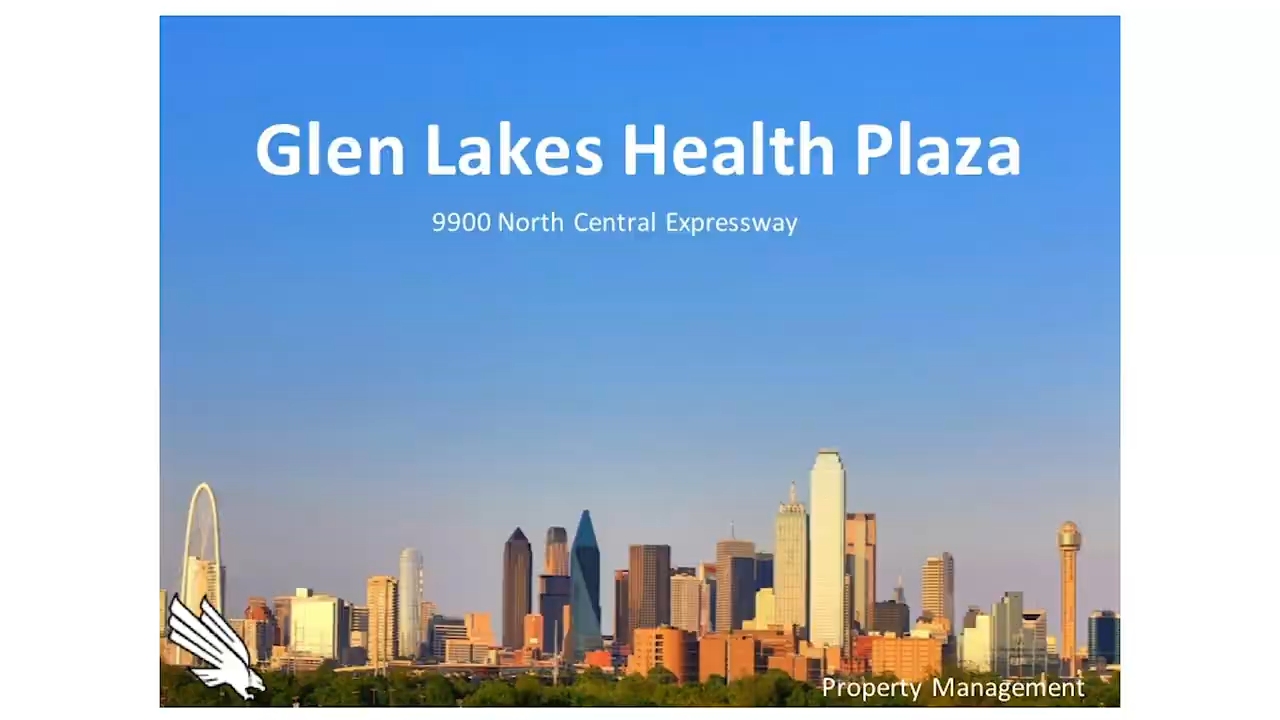 Glen Lakes Health Plaza
9900 North Central Expressway
Property Management